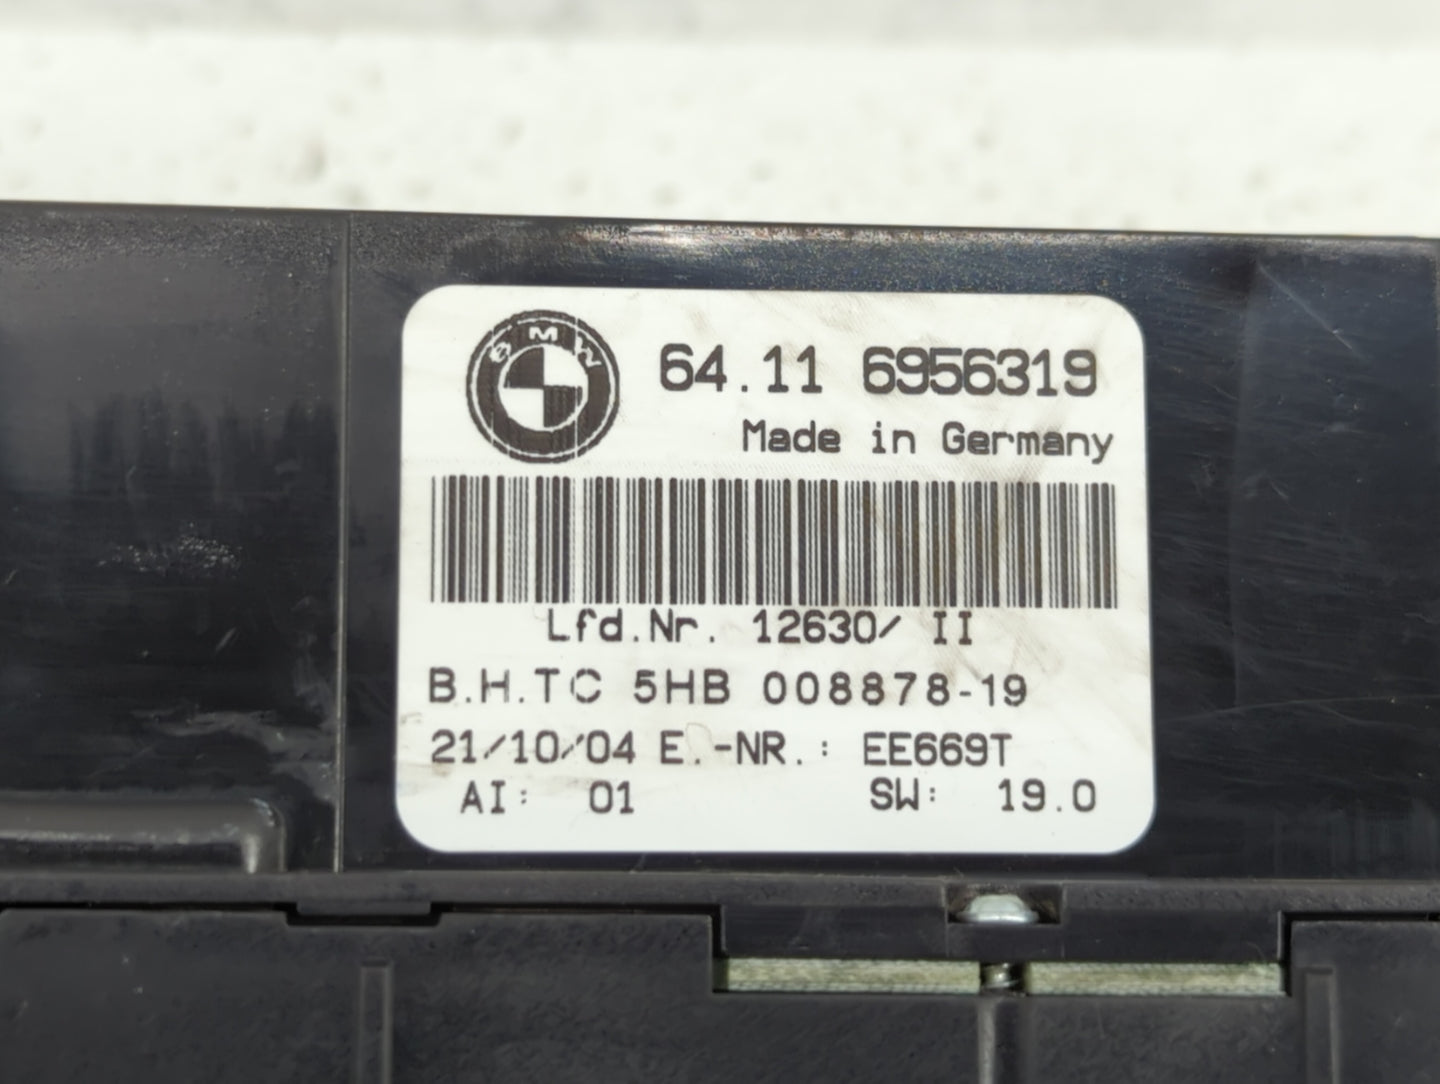 BMW 64.11 6956319
Made in Germany
Lfd.Nr. 12630/ II
B.H.TC 5HB 008878-19
21/10/04 E.-NR.: EE669T
AI: 01 SW: 19.0